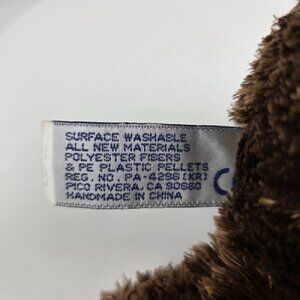 SURFACE WASHABLE
ALL NEW MATERIALS
POLYESTER FIBERS
& PE PLASTIC PELLETS
REG. NO. PA-4286 (KR)
PICO RIVERA, CA 90660
HANDMADE IN CHINA